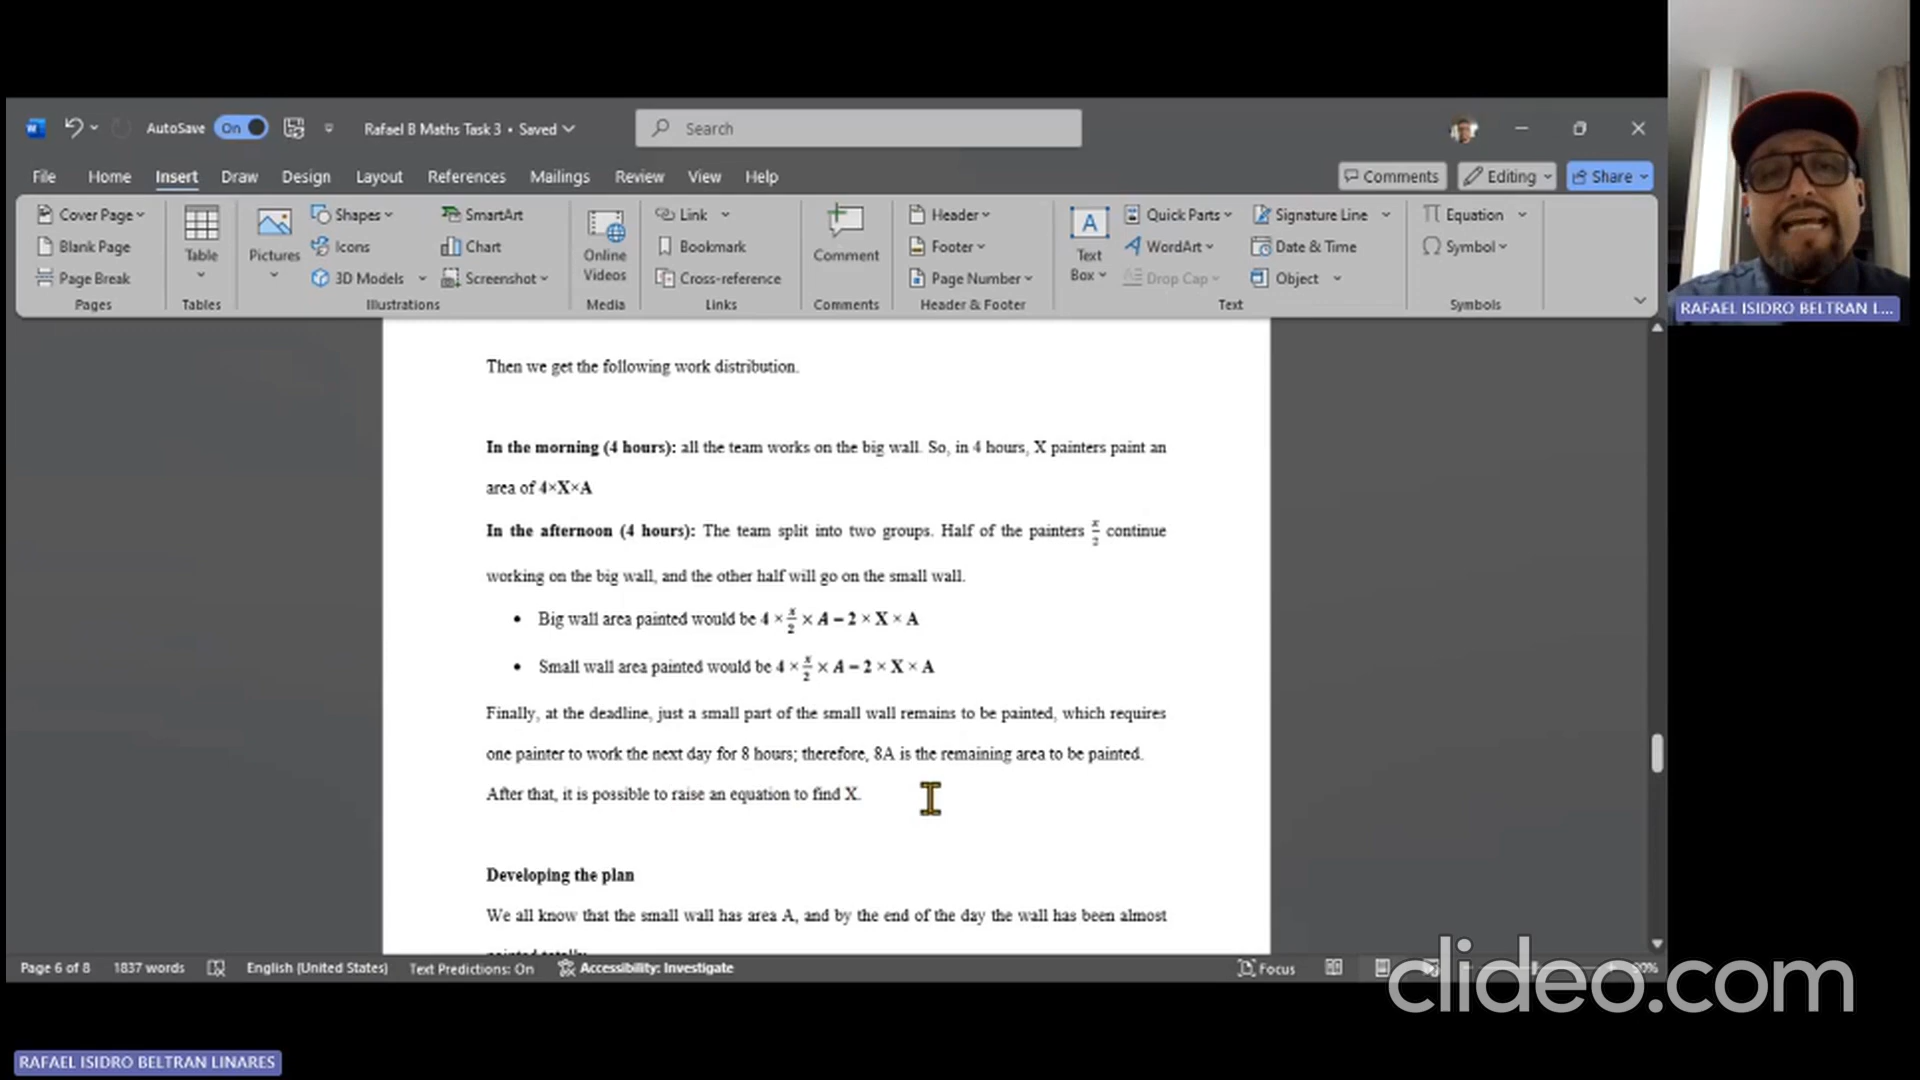 AutoSave On Rafael B Maths Task 3 • Saved Search
File Home Insert Draw Design Layout References Mailings Review View Help Comments Editing Share
Cover Page
Blank Page
Page Break
Pages
Table
Tables
Pictures
Shapes
Icons
3D Models
SmartArt
Chart
Screenshot
Illustrations
Online
Videos
Media
Link
Bookmark
Cross-reference
Links
Comment
Comments
Header
Footer
Page Number
Header & Footer
A
Text
Box
Quick Parts
WordArt
Drop Cap
Signature Line
Date & Time
Object
Text
Equation
Symbol
Symbols
RAFAEL ISIDRO BELTRAN L...
Then we get the following work distribution.
In the morning (4 hours): all the team works on the big wall. So, in 4 hours, X painters paint an
area of 4×X×A
In the afternoon (4 hours): The team split into two groups. Half of the painters x/2 continue
working on the big wall, and the other half will go on the small wall.
• Big wall area painted would be 4 × x/2 × A = 2 × X × A
• Small wall area painted would be 4 × x/2 × A = 2 × X × A
Finally, at the deadline, just a small part of the small wall remains to be painted, which requires
one painter to work the next day for 8 hours; therefore, 8A is the remaining area to be painted.
After that, it is possible to raise an equation to find X.
Developing the plan
We all know that the small wall has area A, and by the end of the day the wall has been almost
painted totally
Page 6 of 8 1837 words English (United States) Text Predictions: On Accessibility: Investigate Focus
clideo.com
RAFAEL ISIDRO BELTRAN LINARES